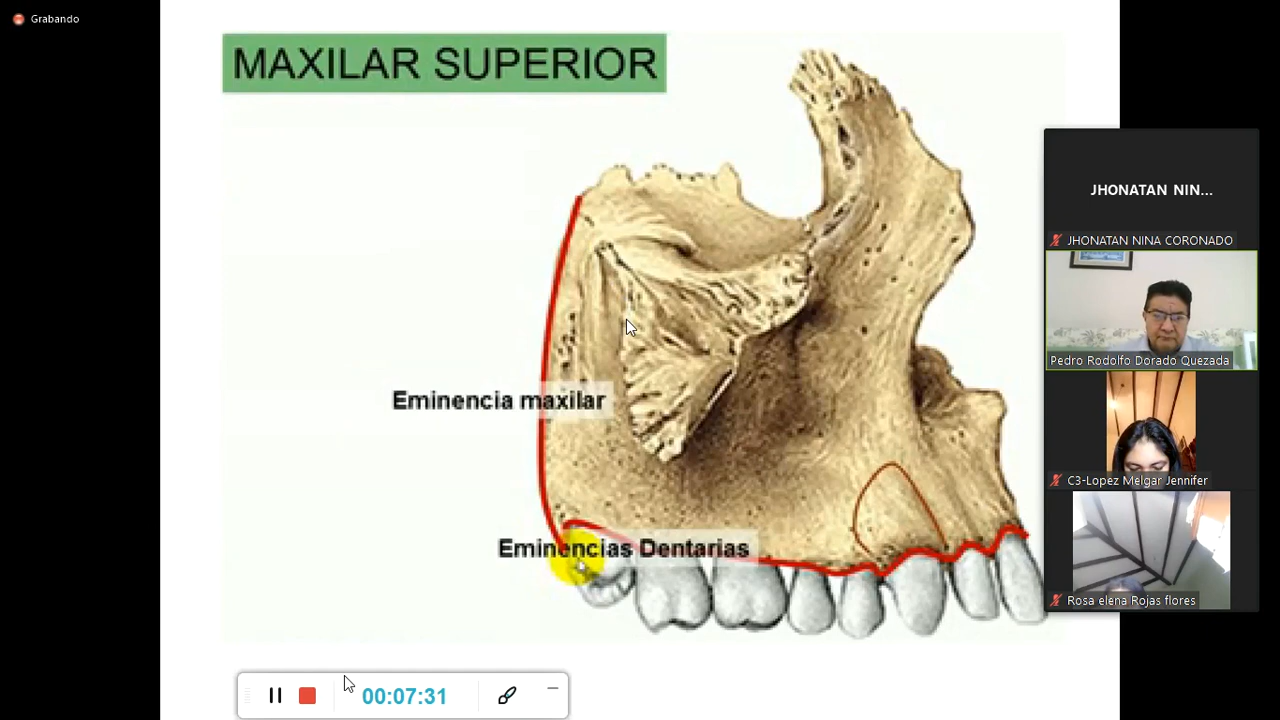 Grabando
MAXILAR SUPERIOR
JHONATAN NIN...
JHONATAN NINA CORONADO
Pedro Rodolfo Dorado Quezada
Eminencia maxilar
C3-Lopez Melgar Jennifer
Eminencias Dentarias
Rosa elena Rojas flores
00:07:31